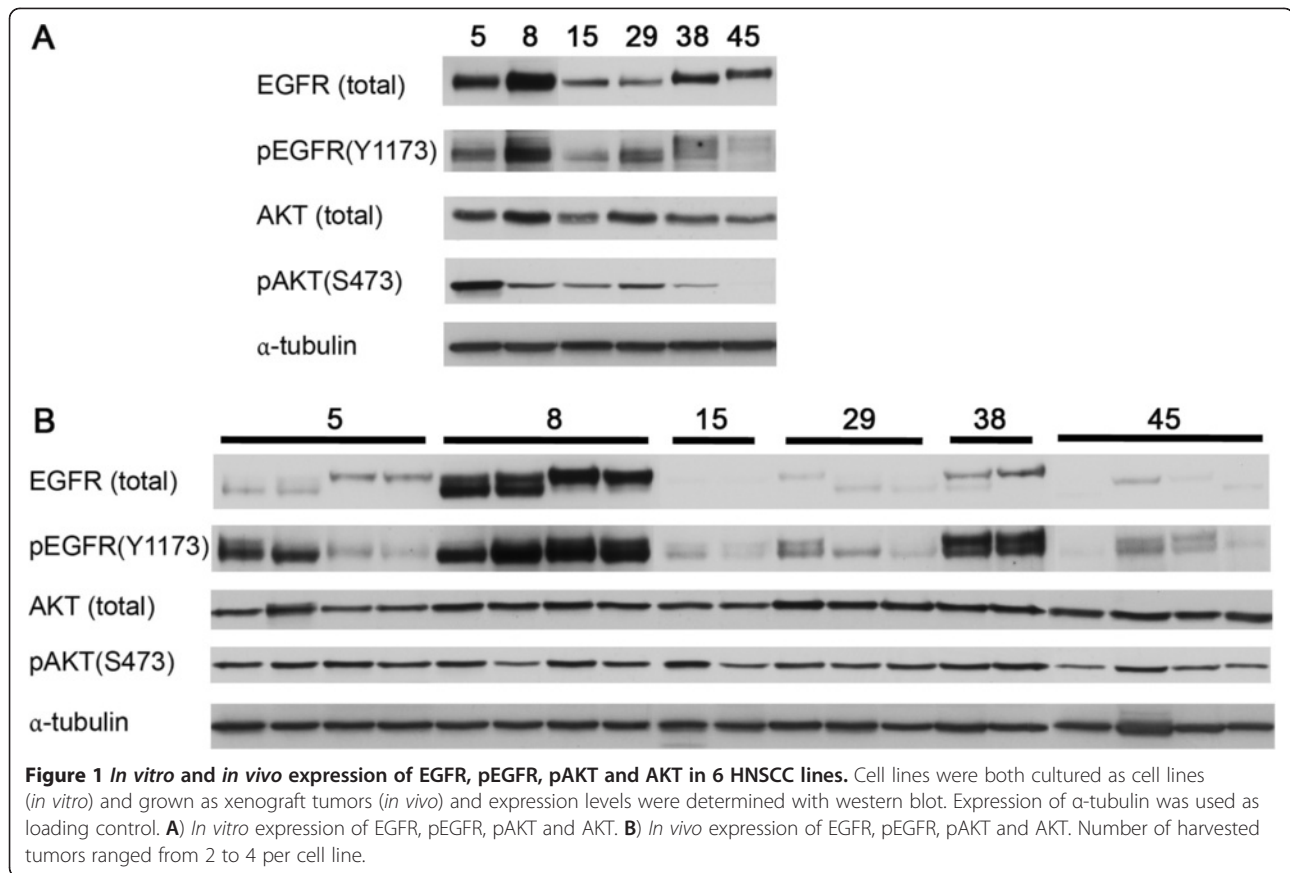 A
5 8 15 29 38 45
EGFR (total)
pEGFR(Y1173)
AKT (total)
pAKT(S473)
α-tubulin
B
5 8 15 29 38 45
EGFR (total)
pEGFR(Y1173)
AKT (total)
pAKT(S473)
α-tubulin
Figure 1 In vitro and in vivo expression of EGFR, pEGFR, pAKT and AKT in 6 HNSCC lines. Cell lines were both cultured as cell lines
(in vitro) and grown as xenograft tumors (in vivo) and expression levels were determined with western blot. Expression of α-tubulin was used as
loading control. A) In vitro expression of EGFR, pEGFR, pAKT and AKT. B) In vivo expression of EGFR, pEGFR, pAKT and AKT. Number of harvested
tumors ranged from 2 to 4 per cell line.